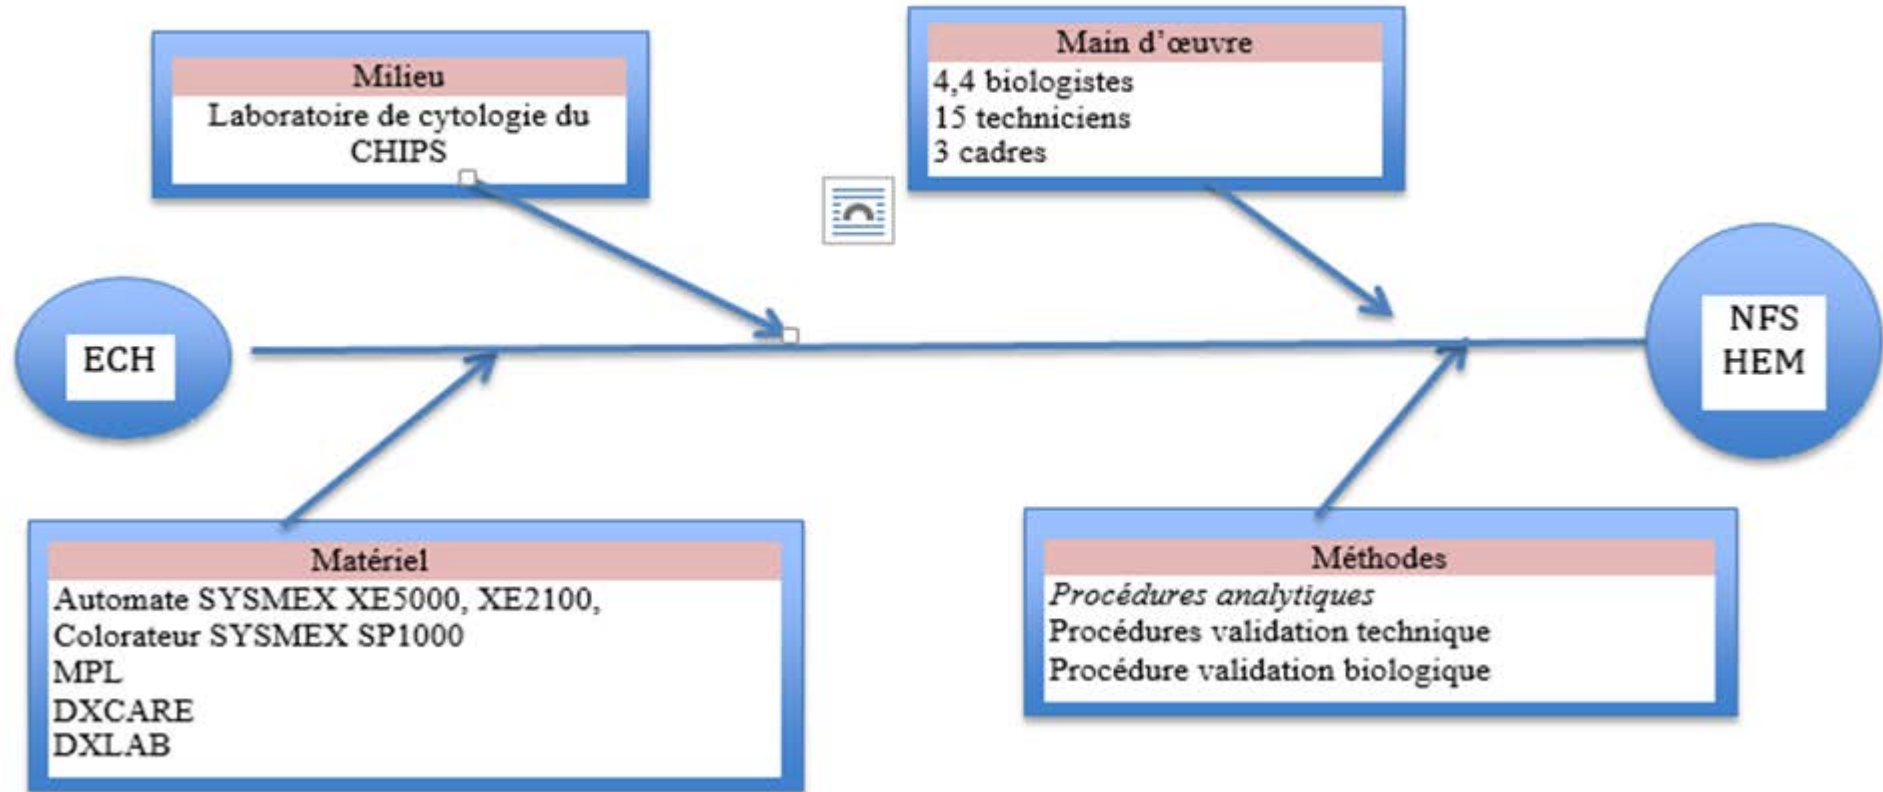 Milieu
Laboratoire de cytologie du
CHIPS
Main d'œuvre
4,4 biologistes
15 techniciens
3 cadres
ECH
NFS
HEM
Matériel
Automate SYSMEX XE5000, XE2100,
Colorateur SYSMEX SP1000
MPL
DXCARE
DXLAB
Méthodes
Procédures analytiques
Procédures validation technique
Procédure validation biologique